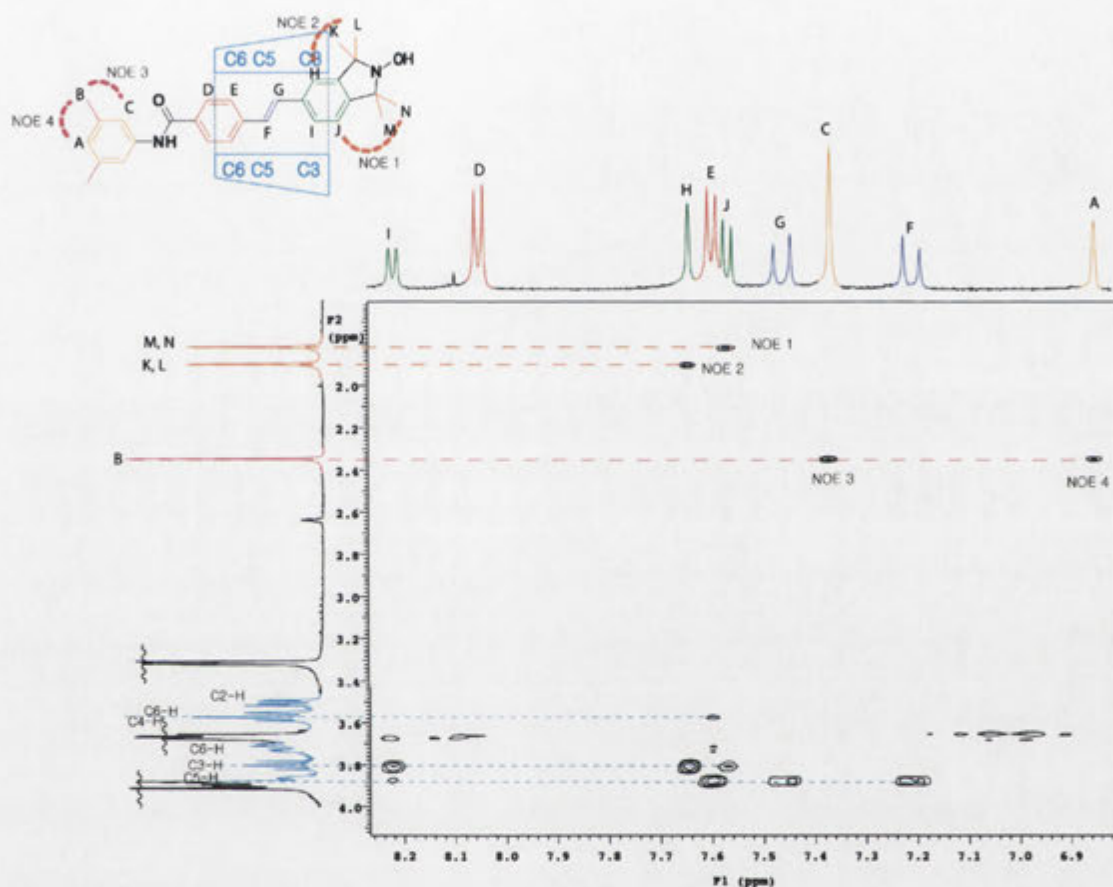 NOE 2
L
K
C6 C5 C3
OH
H
N
NOE 3
B
C
O
D
E
G
NOE 4
A
NH
F
I
J
N
M
NOE 1
C6 C5 C3
I
D
H
E
J
G
C
F
A
F2
(ppm)
M, N
K, L
B
NOE 1
NOE 2
NOE 3
NOE 4
2.0
2.2
2.4
2.6
2.8
3.0
3.2
3.4
3.6
3.8
4.0
C2-H
C6-H
C4-H
C6-H
C3-H
C5-H
8.2 8.1 8.0 7.9 7.8 7.7 7.6 7.5 7.4 7.3 7.2 7.1 7.0 6.9
F1 (ppm)